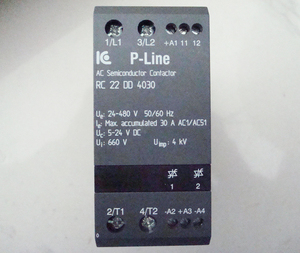 1/L1 3/L2 +A1 11 12
IC P-Line
AC Semiconductor Contactor
RC 22 DD 4030
Ue: 24-480 V 50/60 Hz
Ie: Max. accumulated 30 A AC1/AC51
Uc: 5-24 V DC
Ui: 660 V Uimp: 4 kV
1 2
2/T1 4/T2 -A2 +A3 -A4